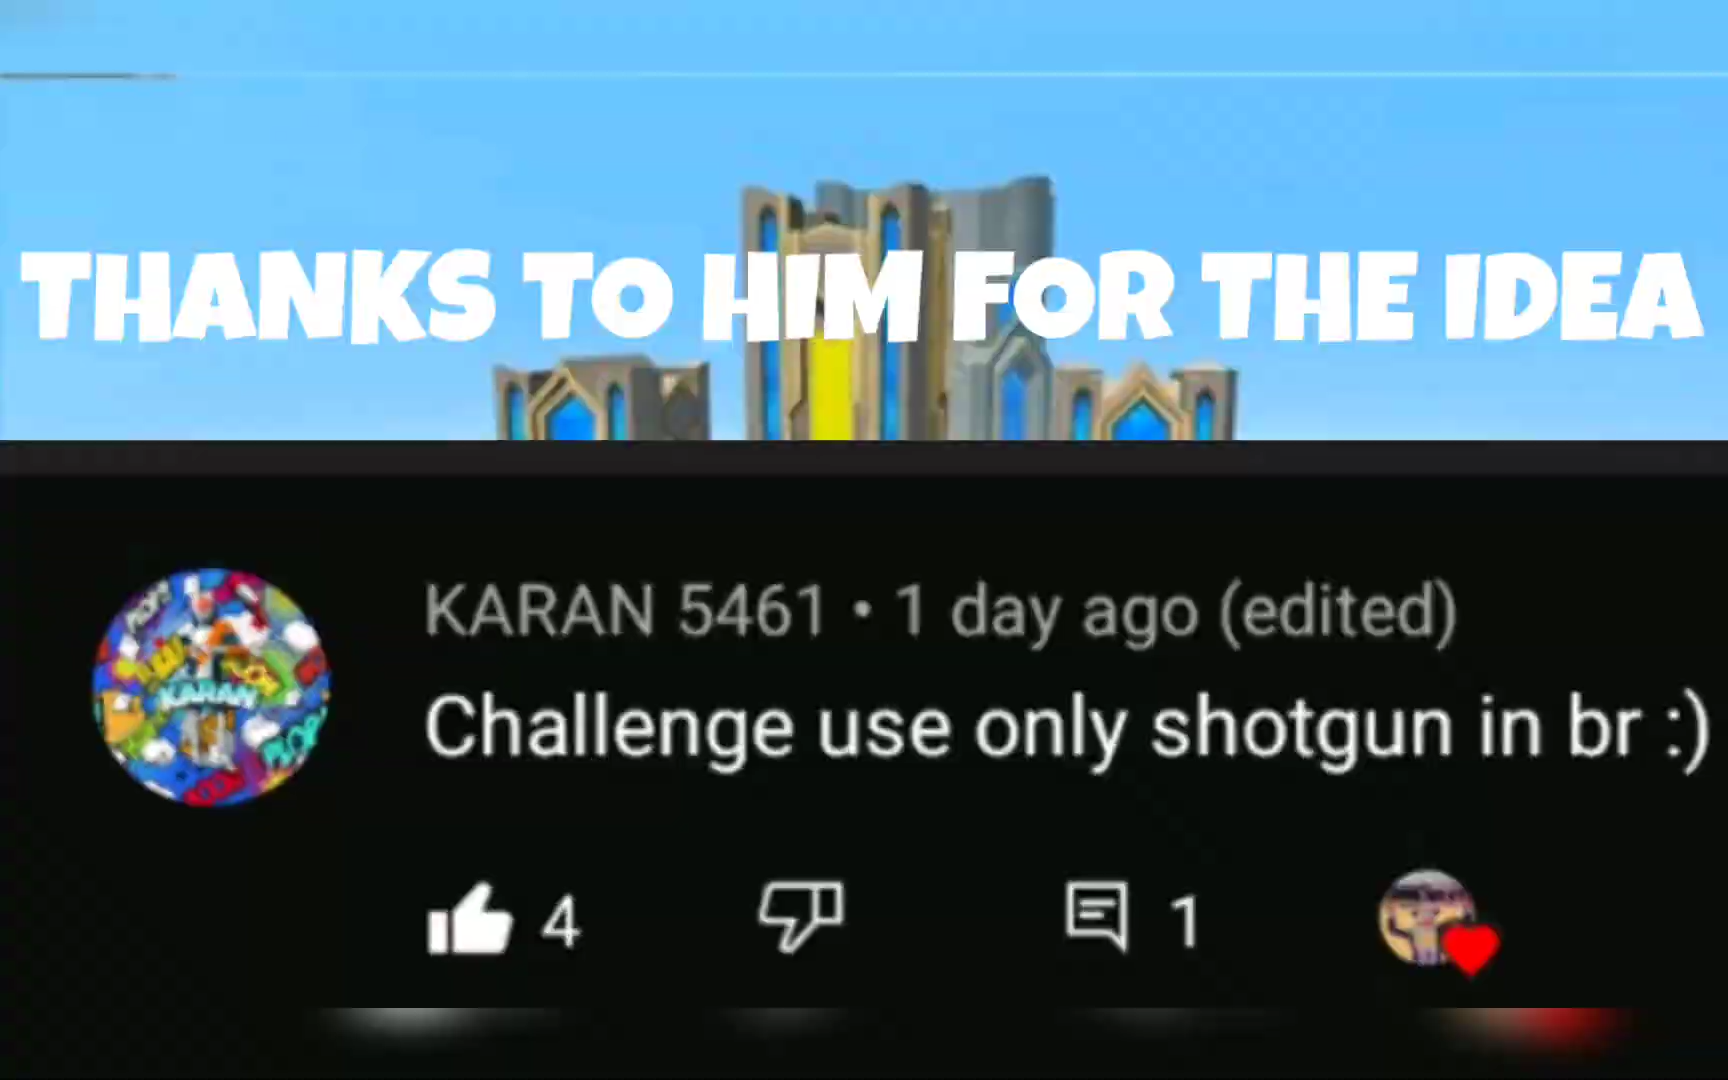 THANKS TO HIM FOR THE IDEA
KARAN 5461 • 1 day ago (edited)
Challenge use only shotgun in br :)
KARAN
4
1